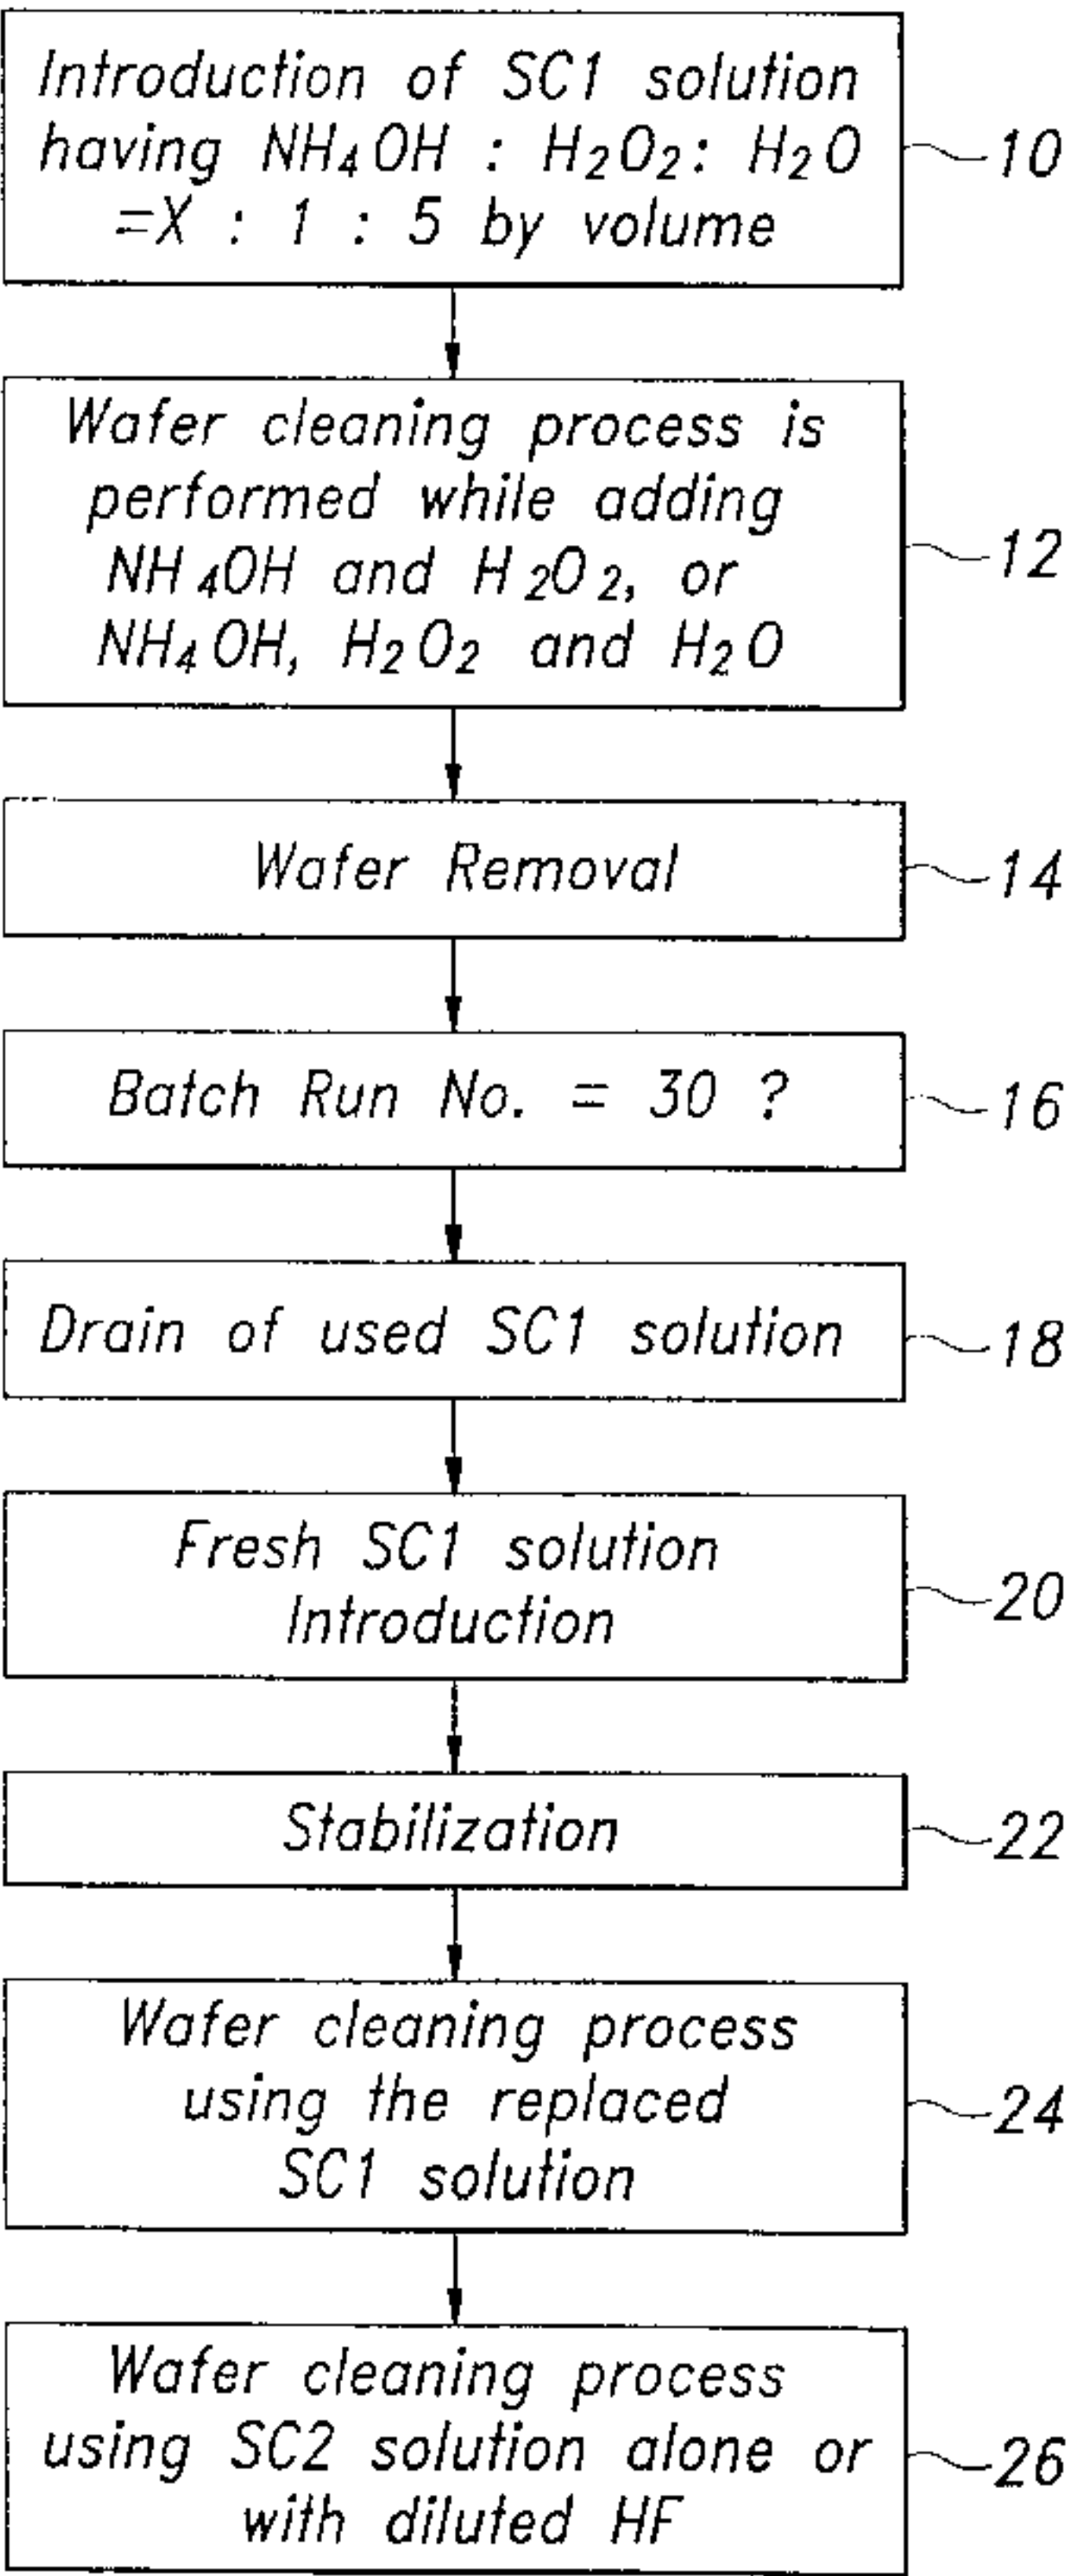 Introduction of SC1 solution
having NH₄OH : H₂O₂: H₂O
=X : 1 : 5 by volume
10
Wafer cleaning process is
performed while adding
NH₄OH and H₂O₂, or
NH₄OH, H₂O₂ and H₂O
12
Wafer Removal
14
Batch Run No. = 30 ?
16
Drain of used SC1 solution
18
Fresh SC1 solution
Introduction
20
Stabilization
22
Wafer cleaning process
using the replaced
SC1 solution
24
Wafer cleaning process
using SC2 solution alone or
with diluted HF
26